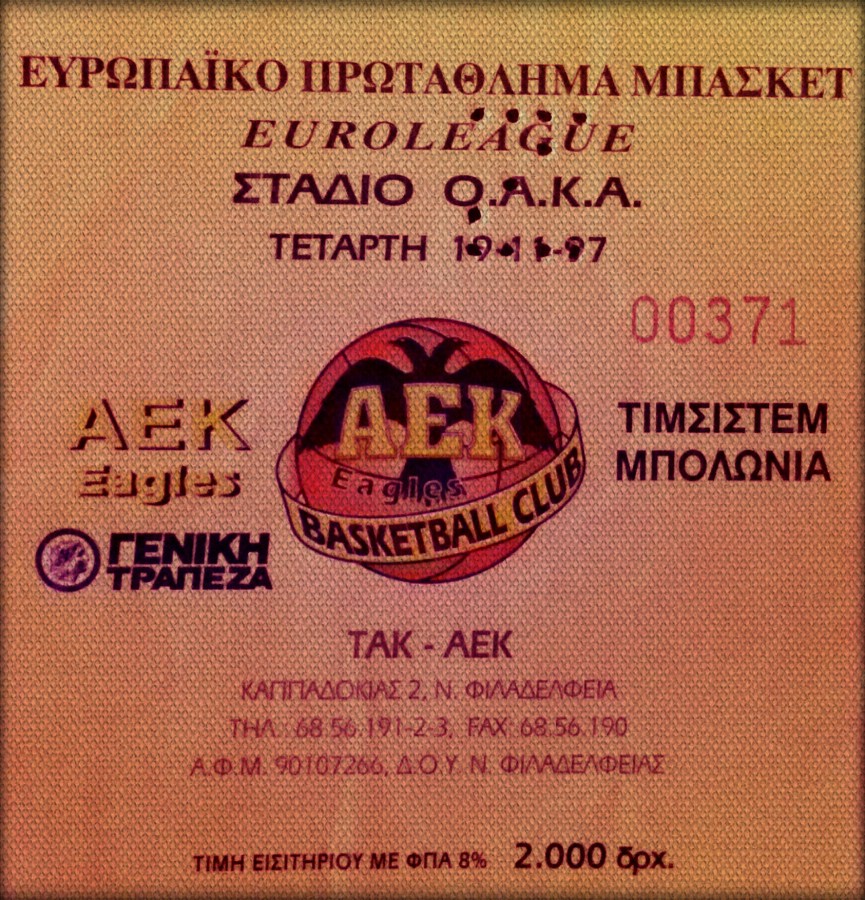 ΕΥΡΩΠΑΪΚΟ ΠΡΩΤΑΘΛΗΜΑ ΜΠΑΣΚΕΤ
EUROLEAGUE
ΣΤΑΔΙΟ Ο.Α.Κ.Α.
ΤΕΤΑΡΤΗ 19-11-97
00371
ΑΕΚ
Eagles
ΑΕΚ
Eagles
BASKETBALL CLUB
ΤΙΜΣΙΣΤΕΜ
ΜΠΟΛΩΝΙΑ
ΓΕΝΙΚΗ
ΤΡΑΠΕΖΑ
ΤΑΚ - ΑΕΚ
ΚΑΠΠΑΔΟΚΙΑΣ 2, Ν. ΦΙΛΑΔΕΛΦΕΙΑ
ΤΗΛ.: 68.56.191-2-3, FAX: 68.56.190
Α.Φ.Μ. 90107266, Δ.Ο.Υ. Ν. ΦΙΛΑΔΕΛΦΕΙΑΣ
ΤΙΜΗ ΕΙΣΙΤΗΡΙΟΥ ΜΕ ΦΠΑ 8% 2.000 δρχ.